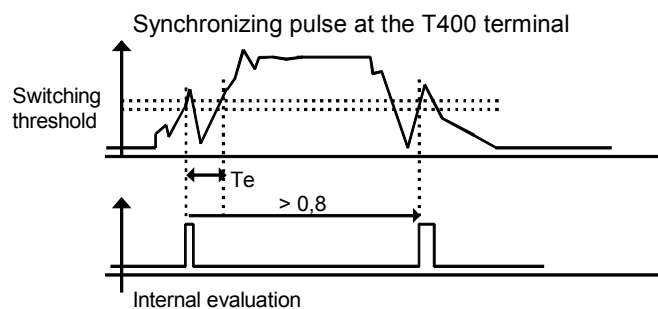 Synchronizing pulse at the T400 terminal
Switching
threshold
Te
> 0,8
Internal evaluation